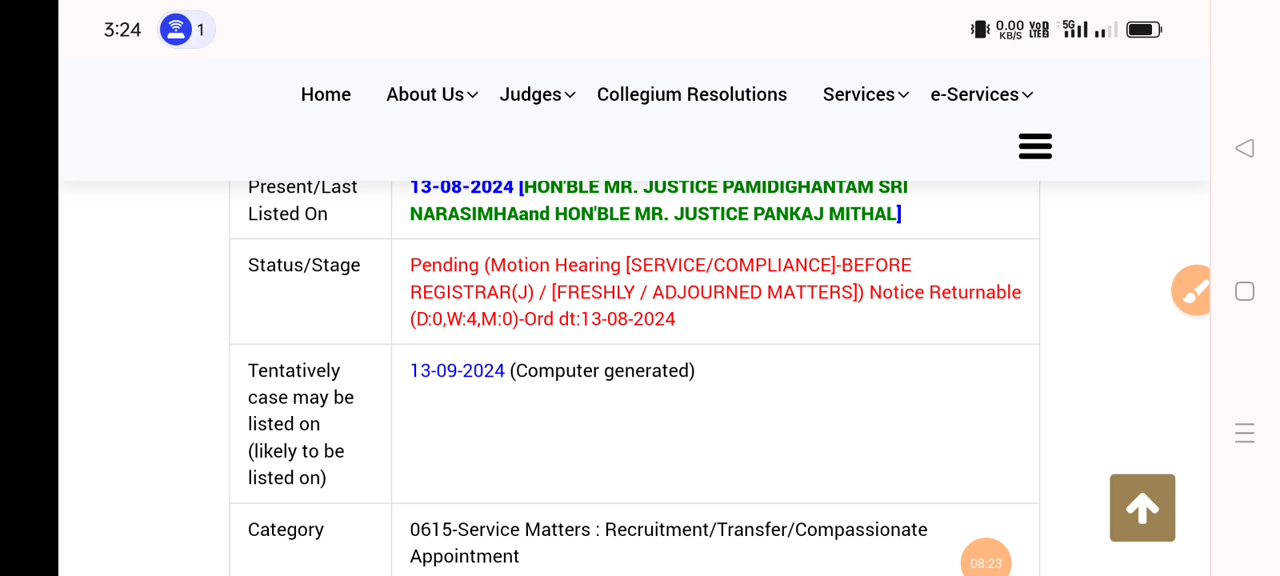 3:24 1 0.00 KB/S VoD LTE2 5G
Home About Us Judges Collegium Resolutions Services e-Services
Present/Last 13-08-2024 [HON'BLE MR. JUSTICE PAMIDIGHANTAM SRI
Listed On NARASIMHAand HON'BLE MR. JUSTICE PANKAJ MITHAL]
Status/Stage Pending (Motion Hearing [SERVICE/COMPLIANCE]-BEFORE
REGISTRAR(J) / [FRESHLY / ADJOURNED MATTERS]) Notice Returnable
(D:0,W:4,M:0)-Ord dt:13-08-2024
Tentatively 13-09-2024 (Computer generated)
case may be
listed on
(likely to be
listed on)
Category 0615-Service Matters : Recruitment/Transfer/Compassionate
Appointment
08:23